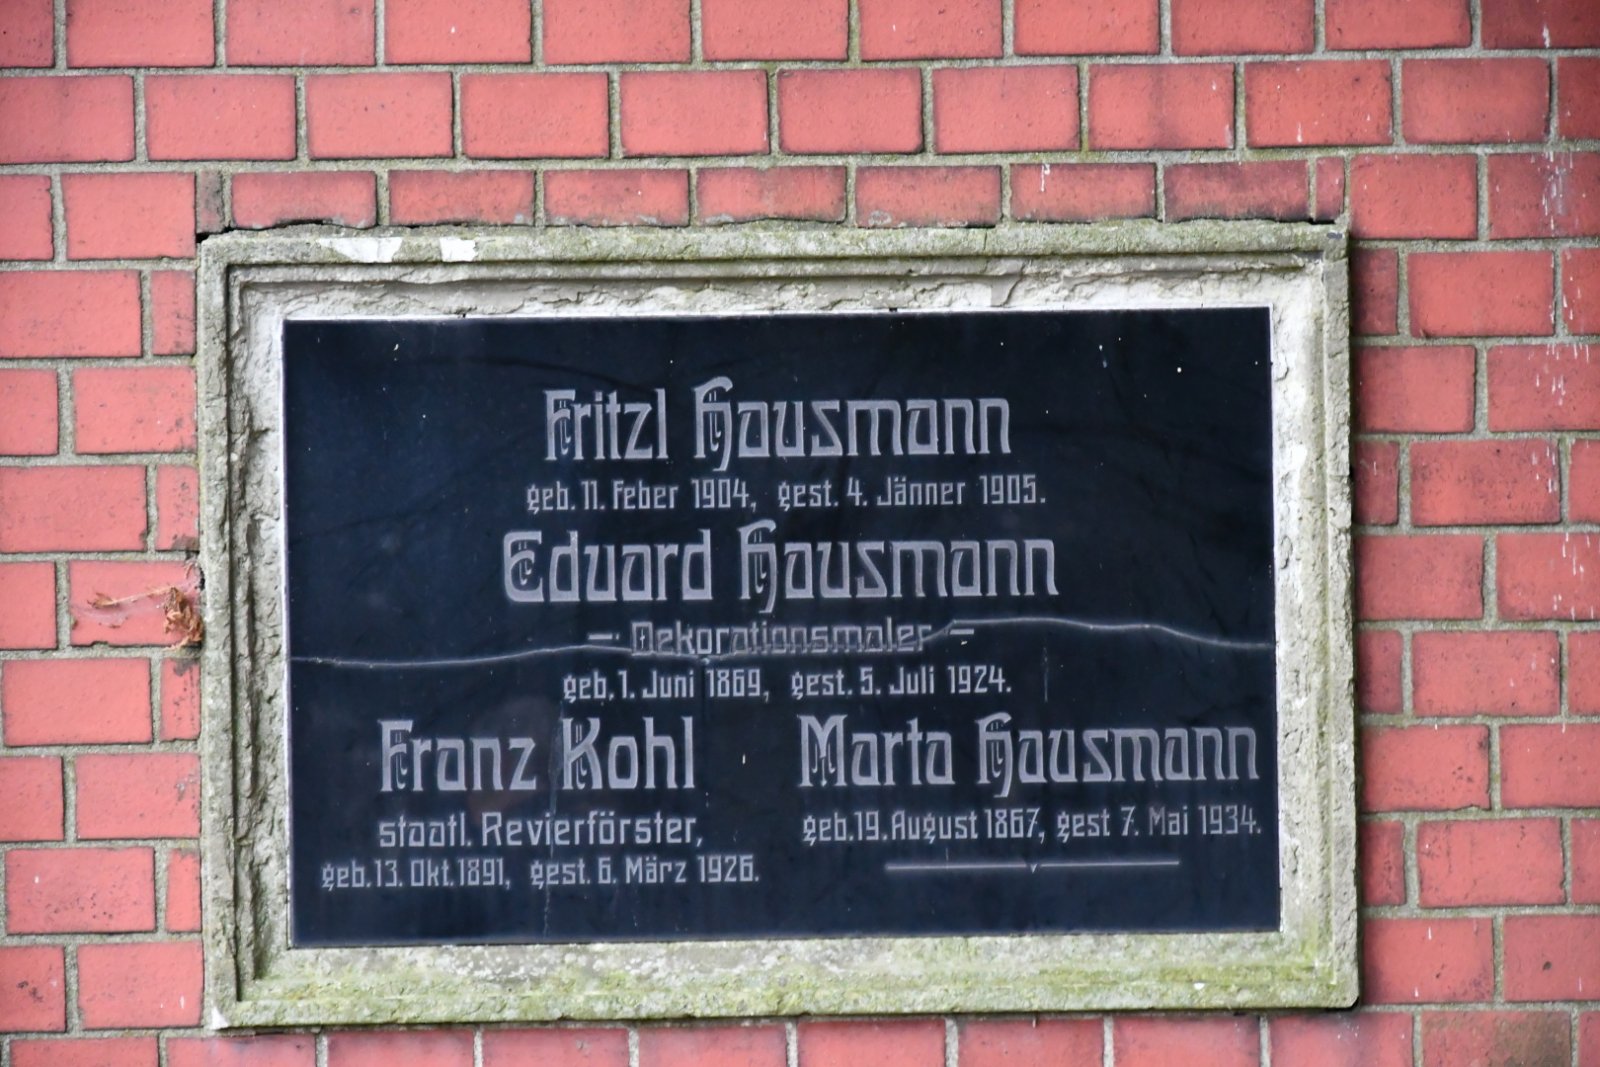 Fritzl Hausmann
geb. 11. Feber 1904, gest. 4. Jänner 1905.
Eduard Hausmann
– Dekorationsmaler –
geb. 1. Juni 1869, gest. 5. Juli 1924.
Franz Kohl
staatl. Revierförster,
geb. 13. Okt. 1891, gest. 6. März 1926.
Marta Hausmann
geb. 19. August 1867, gest 7. Mai 1934.